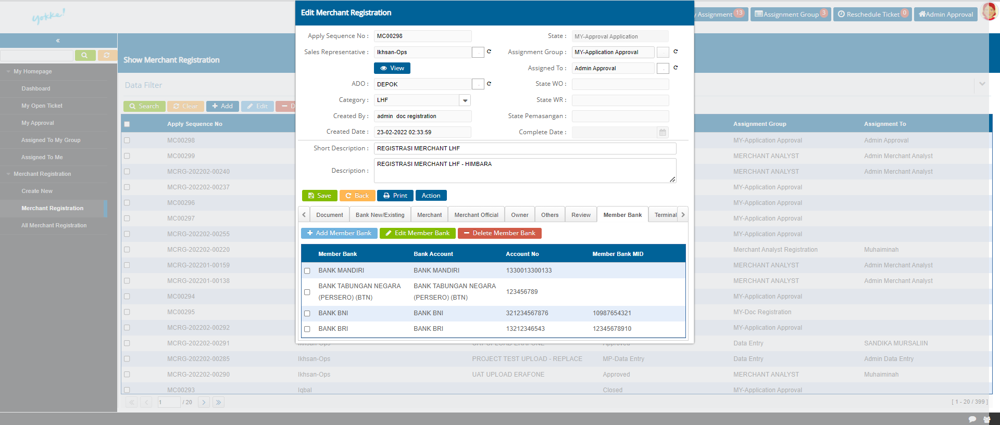 yokke!
Edit Merchant Registration
Assignment 13
Assignment Group 3
Reschedule Ticket 0
Admin Approval
«
Show Merchant Registration
Data Filter
Search Clear Add Edit
My Homepage
Dashboard
My Open Ticket
My Approval
Assigned To My Group
Assigned To Me
Merchant Registration
Create New
Merchant Registration
All Merchant Registration
Apply Sequence No : MC00298
State : MY-Approval Application
Sales Representative : Ikhsan-Ops
Assignment Group : MY-Application Approval
View
Assigned To : Admin Approval
ADO : DEPOK
State WO :
Category : LHF
State WR :
Created By : admin doc registration
State Pemasangan :
Created Date : 23-02-2022 02:33:59
Complete Date :
Short Description : REGISTRASI MERCHANT LHF
Description : REGISTRASI MERCHANT LHF - HIMBARA
Save Back Print Action
Document Bank New/Existing Merchant Merchant Official Owner Others Review Member Bank Terminal
Add Member Bank Edit Member Bank Delete Member Bank
Member Bank Bank Account Account No Member Bank MID
BANK MANDIRI BANK MANDIRI 1330013300133
BANK TABUNGAN NEGARA (PERSERO) (BTN) BANK TABUNGAN NEGARA (PERSERO) (BTN) 123456789
BANK BNI BANK BNI 321234567876 10987654321
BANK BRI BANK BRI 13212346543 12345678910
Apply Sequence No Assignment Group Assignment To
MC00298 MY-Application Approval Admin Approval
MC00299 MERCHANT ANALYST Admin Merchant Analyst
MCRG-202202-00240 MERCHANT ANALYST Admin Merchant Analyst
MCRG-202202-00237 MY-Application Approval
MC00296 MY-Application Approval
MC00297 MY-Application Approval
MCRG-202202-00255 MY-Application Approval
MCRG-202202-00220 Merchant Analyst Registration Muhaiminah
MCRG-202201-00159 MERCHANT ANALYST Admin Merchant Analyst
MCRG-202201-00138 MERCHANT ANALYST Admin Merchant Analyst
MC00294 MY-Application Approval
MC00295 MY-Doc Registration
MCRG-202202-00292 MY-Application Approval
MCRG-202202-00291 Ikhsan-Ops UAT UPLOAD ERAFONE Approved Data Entry SANDIKA MURSALIIN
MCRG-202202-00285 Ikhsan-Ops PROJECT TEST UPLOAD - REPLACE MP-Data Entry Data Entry Admin Data Entry
MCRG-202202-00290 Ikhsan-Ops UAT UPLOAD ERAFONE Approved MERCHANT ANALYST Muhaiminah
MC00293 Iqbal Closed MY-Application Approval
1 / 20
[ 1 - 20 / 399 ]